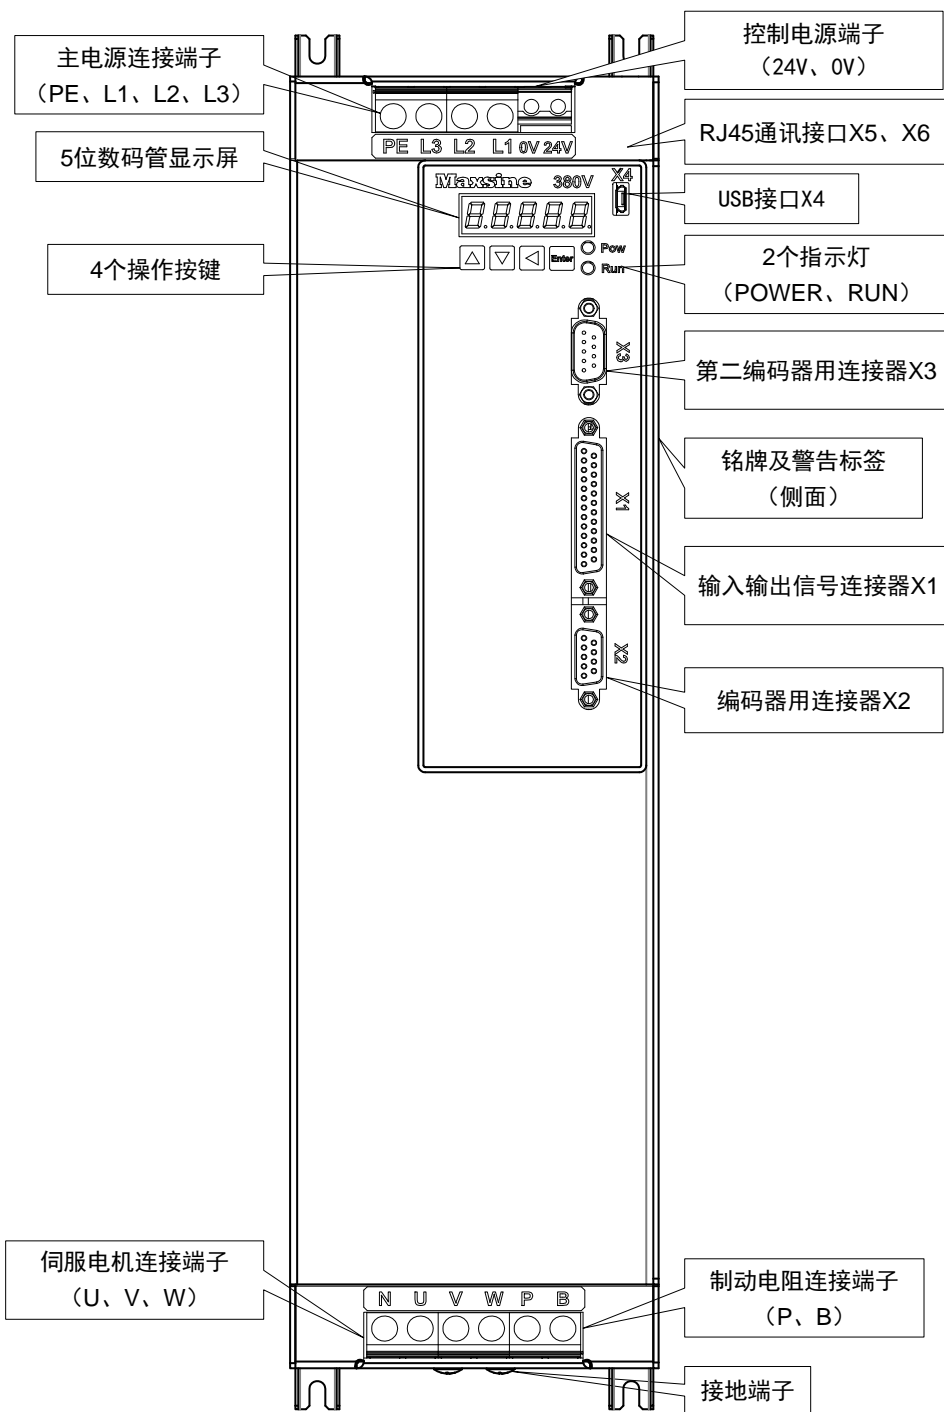 控制电源端子
（24V、0V）
主电源连接端子
（PE、L1、L2、L3）
RJ45通讯接口X5、X6
PE L3 L2 L1 0V 24V
5位数码管显示屏
X4
Maxsine 380V
USB接口X4
8.8.8.8.8.
Pow
4个操作按键
Enter
Run
2个指示灯
（POWER、RUN）
X3
第二编码器用连接器X3
铭牌及警告标签
（侧面）
X1
输入输出信号连接器X1
X2
编码器用连接器X2
伺服电机连接端子
（U、V、W）
制动电阻连接端子
（P、B）
N U V W P B
接地端子